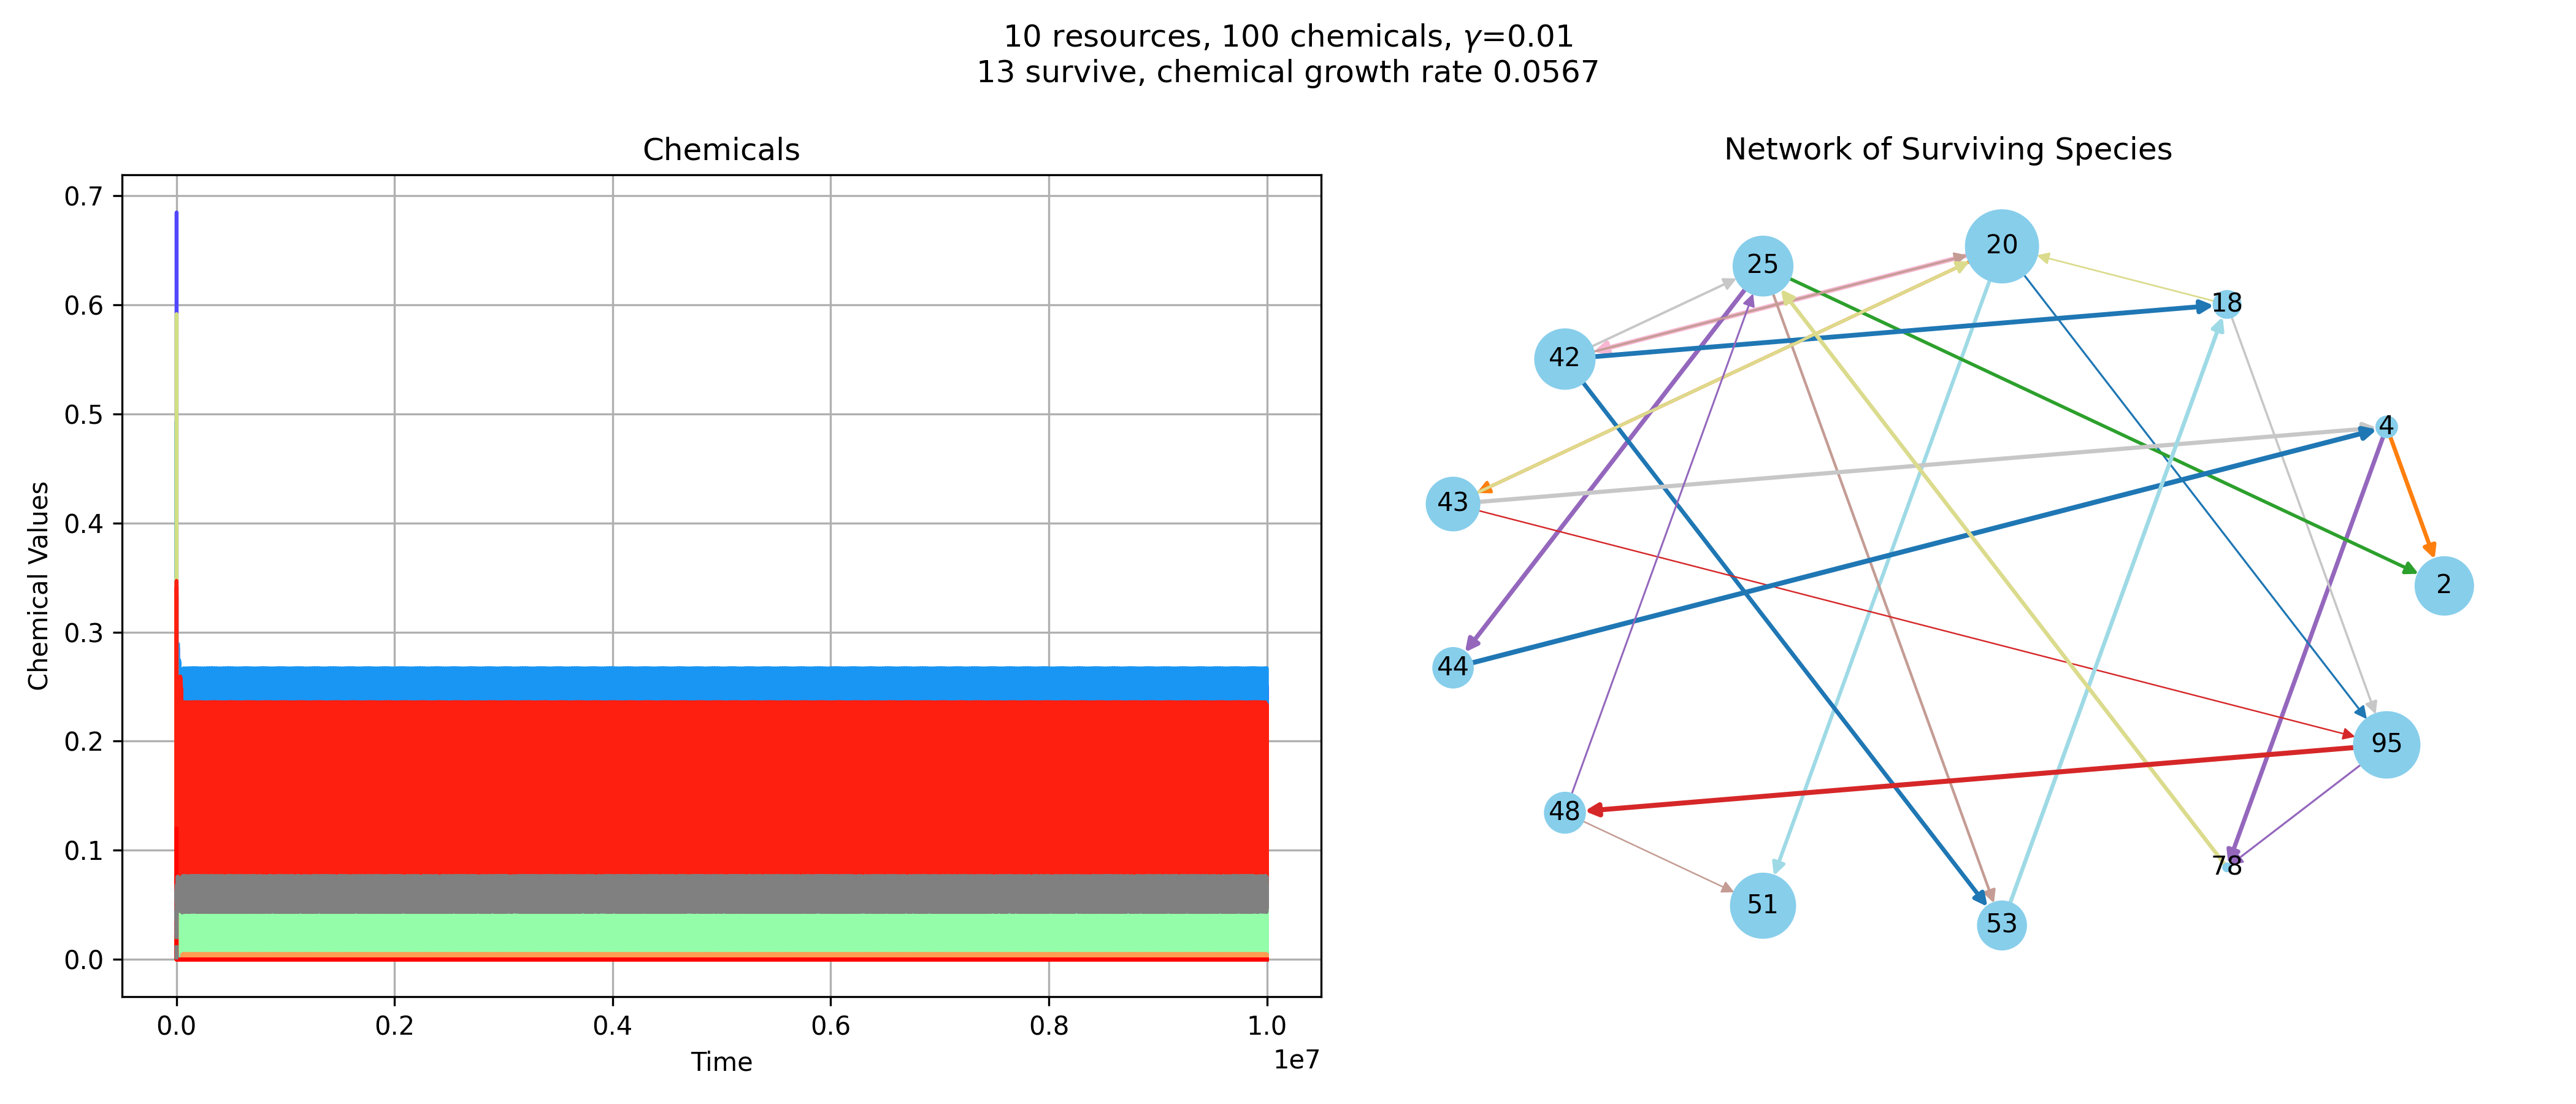 10 resources, 100 chemicals, γ=0.01
13 survive, chemical growth rate 0.0567
Chemicals
Chemical Values
0.7
0.6
0.5
0.4
0.3
0.2
0.1
0.0
0.0 0.2 0.4 0.6 0.8 1.0
1e7
Time
Network of Surviving Species
20
25
18
42
4
43
2
44
95
48
78
51
53